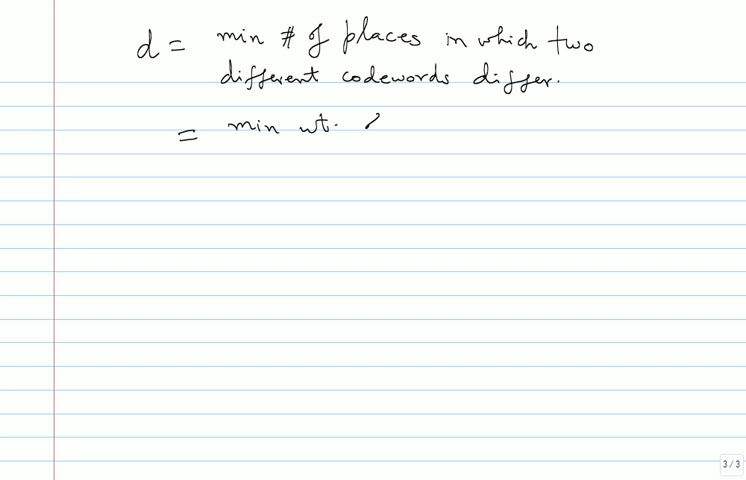 d = min # of places in which two
different codewords differ.
= min wt.
3/3